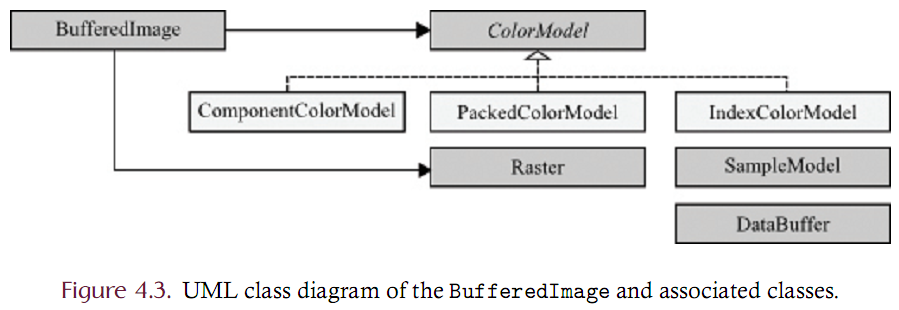 BufferedImage
ColorModel
ComponentColorModel
PackedColorModel
IndexColorModel
Raster
SampleModel
DataBuffer
Figure 4.3. UML class diagram of the BufferedImage and associated classes.